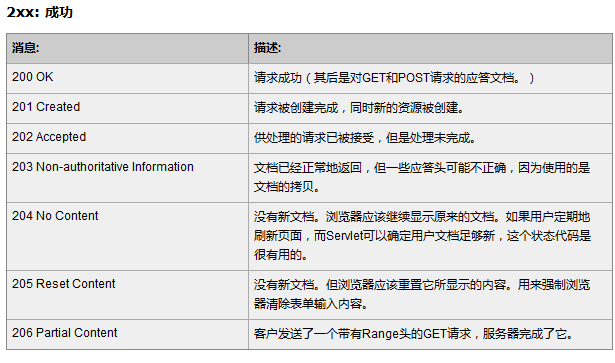 2xx: 成功
消息: 描述:
200 OK 请求成功（其后是对GET和POST请求的应答文档。）
201 Created 请求被创建完成，同时新的资源被创建。
202 Accepted 供处理的请求已被接受，但是处理未完成。
203 Non-authoritative Information 文档已经正常地返回，但一些应答头可能不正确，因为使用的是
文档的拷贝。
204 No Content 没有新文档。浏览器应该继续显示原来的文档。如果用户定期地
刷新页面，而Servlet可以确定用户文档足够新，这个状态代码是
很有用的。
205 Reset Content 没有新文档。但浏览器应该重置它所显示的内容。用来强制浏览
器清除表单输入内容。
206 Partial Content 客户发送了一个带有Range头的GET请求，服务器完成了它。